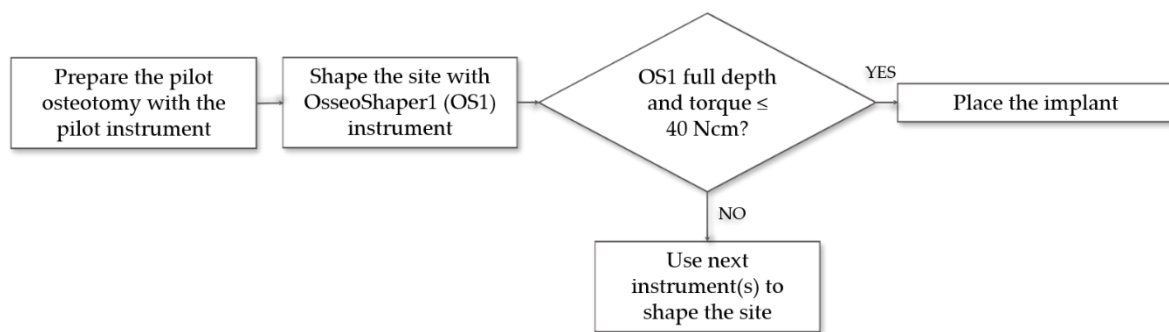 Prepare the pilot
osteotomy with the
pilot instrument
Shape the site with
OsseoShaper1 (OS1)
instrument
OS1 full depth
and torque ≤
40 Ncm?
YES
Place the implant
NO
Use next
instrument(s) to
shape the site